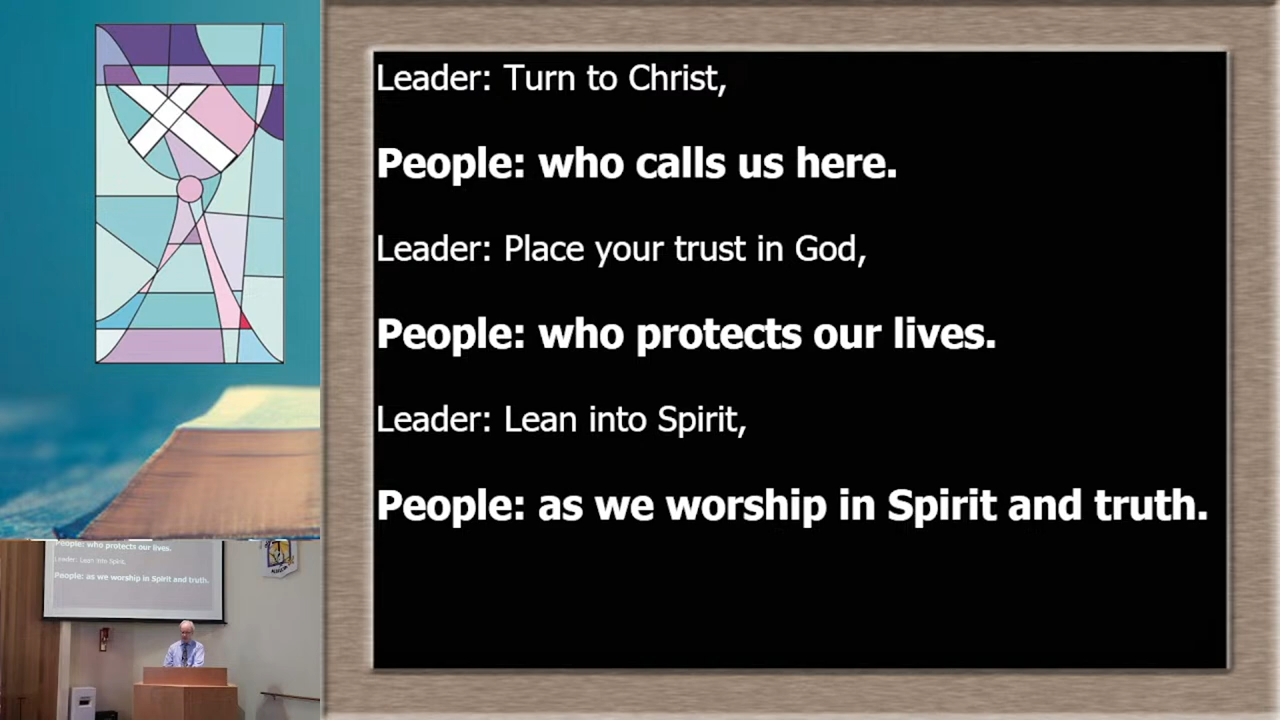 Leader: Turn to Christ,
People: who calls us here.
Leader: Place your trust in God,
People: who protects our lives.
Leader: Lean into Spirit,
People: as we worship in Spirit and truth.
People: who protects our lives.
Leader: Lean into Spirit,
People: as we worship in Spirit and truth.